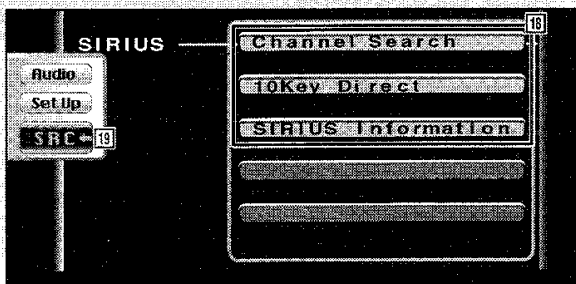 18
SIRIUS
Channel Search
Audio
10Key Direct
Set Up
SIRIUS Information
SRC
19